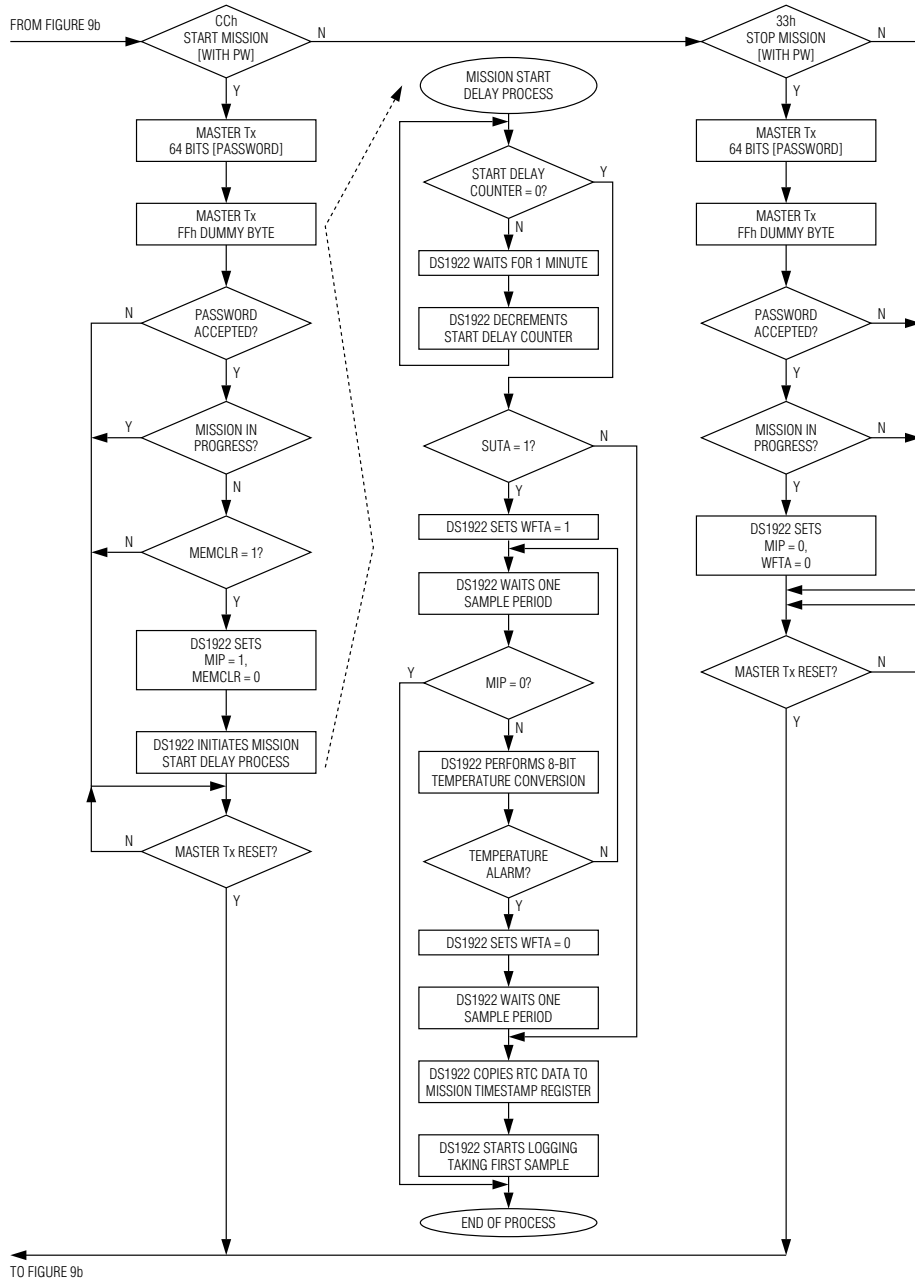 FROM FIGURE 9b
CCh
START MISSION
[WITH PW]
N
Y
MASTER Tx
64 BITS [PASSWORD]
MASTER Tx
FFh DUMMY BYTE
PASSWORD
ACCEPTED?
N
Y
MISSION IN
PROGRESS?
Y
N
MEMCLR = 1?
N
Y
DS1922 SETS
MIP = 1,
MEMCLR = 0
DS1922 INITIATES MISSION
START DELAY PROCESS
MASTER Tx RESET?
N
Y
MISSION START
DELAY PROCESS
START DELAY
COUNTER = 0?
Y
N
DS1922 WAITS FOR 1 MINUTE
DS1922 DECREMENTS
START DELAY COUNTER
SUTA = 1?
N
Y
DS1922 SETS WFTA = 1
DS1922 WAITS ONE
SAMPLE PERIOD
MIP = 0?
Y
N
DS1922 PERFORMS 8-BIT
TEMPERATURE CONVERSION
TEMPERATURE
ALARM?
N
Y
DS1922 SETS WFTA = 0
DS1922 WAITS ONE
SAMPLE PERIOD
DS1922 COPIES RTC DATA TO
MISSION TIMESTAMP REGISTER
DS1922 STARTS LOGGING
TAKING FIRST SAMPLE
END OF PROCESS
33h
STOP MISSION
[WITH PW]
N
Y
MASTER Tx
64 BITS [PASSWORD]
MASTER Tx
FFh DUMMY BYTE
PASSWORD
ACCEPTED?
N
Y
MISSION IN
PROGRESS?
N
Y
DS1922 SETS
MIP = 0,
WFTA = 0
MASTER Tx RESET?
N
Y
TO FIGURE 9b